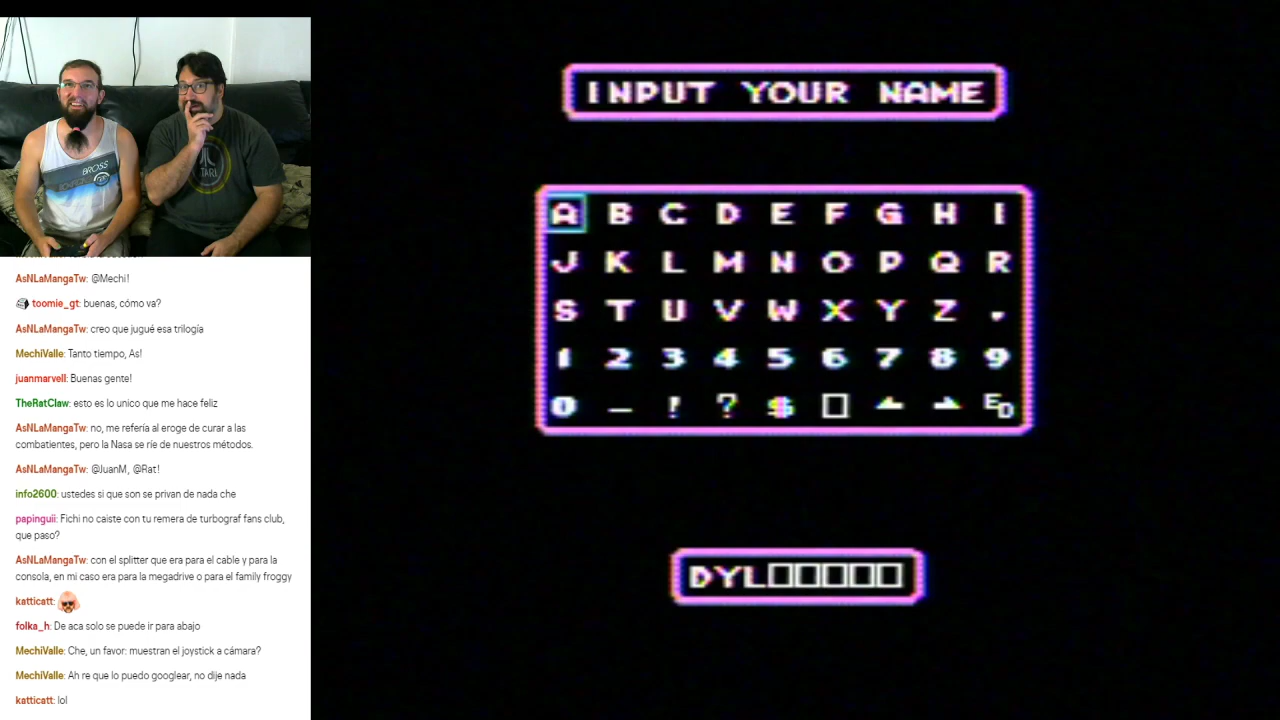 BROSS
ATARI
AsNLaMangaTw: @Mechi!
toomie_gt: buenas, cómo va?
AsNLaMangaTw: creo que jugué esa trilogía
MechiValle: Tanto tiempo, As!
juanmarvell: Buenas gente!
TheRatClaw: esto es lo unico que me hace feliz
AsNLaMangaTw: no, me refería al eroge de curar a las
combatientes, pero la Nasa se ríe de nuestros métodos.
AsNLaMangaTw: @JuanM, @Rat!
info2600: ustedes si que son se privan de nada che
papinguii: Fichi no caiste con tu remera de turbograf fans club,
que paso?
AsNLaMangaTw: con el splitter que era para el cable y para la
consola, en mi caso era para la megadrive o para el family froggy
katticatt:
folka_h: De aca solo se puede ir para abajo
MechiValle: Che, un favor: muestran el joystick a cámara?
MechiValle: Ah re que lo puedo googlear, no dije nada
katticatt: lol
INPUT YOUR NAME
A B C D E F G H I
J K L M N O P Q R
S T U V W X Y Z .
1 2 3 4 5 6 7 8 9
0 – ! ? $ □ ED
DYL□□□□□